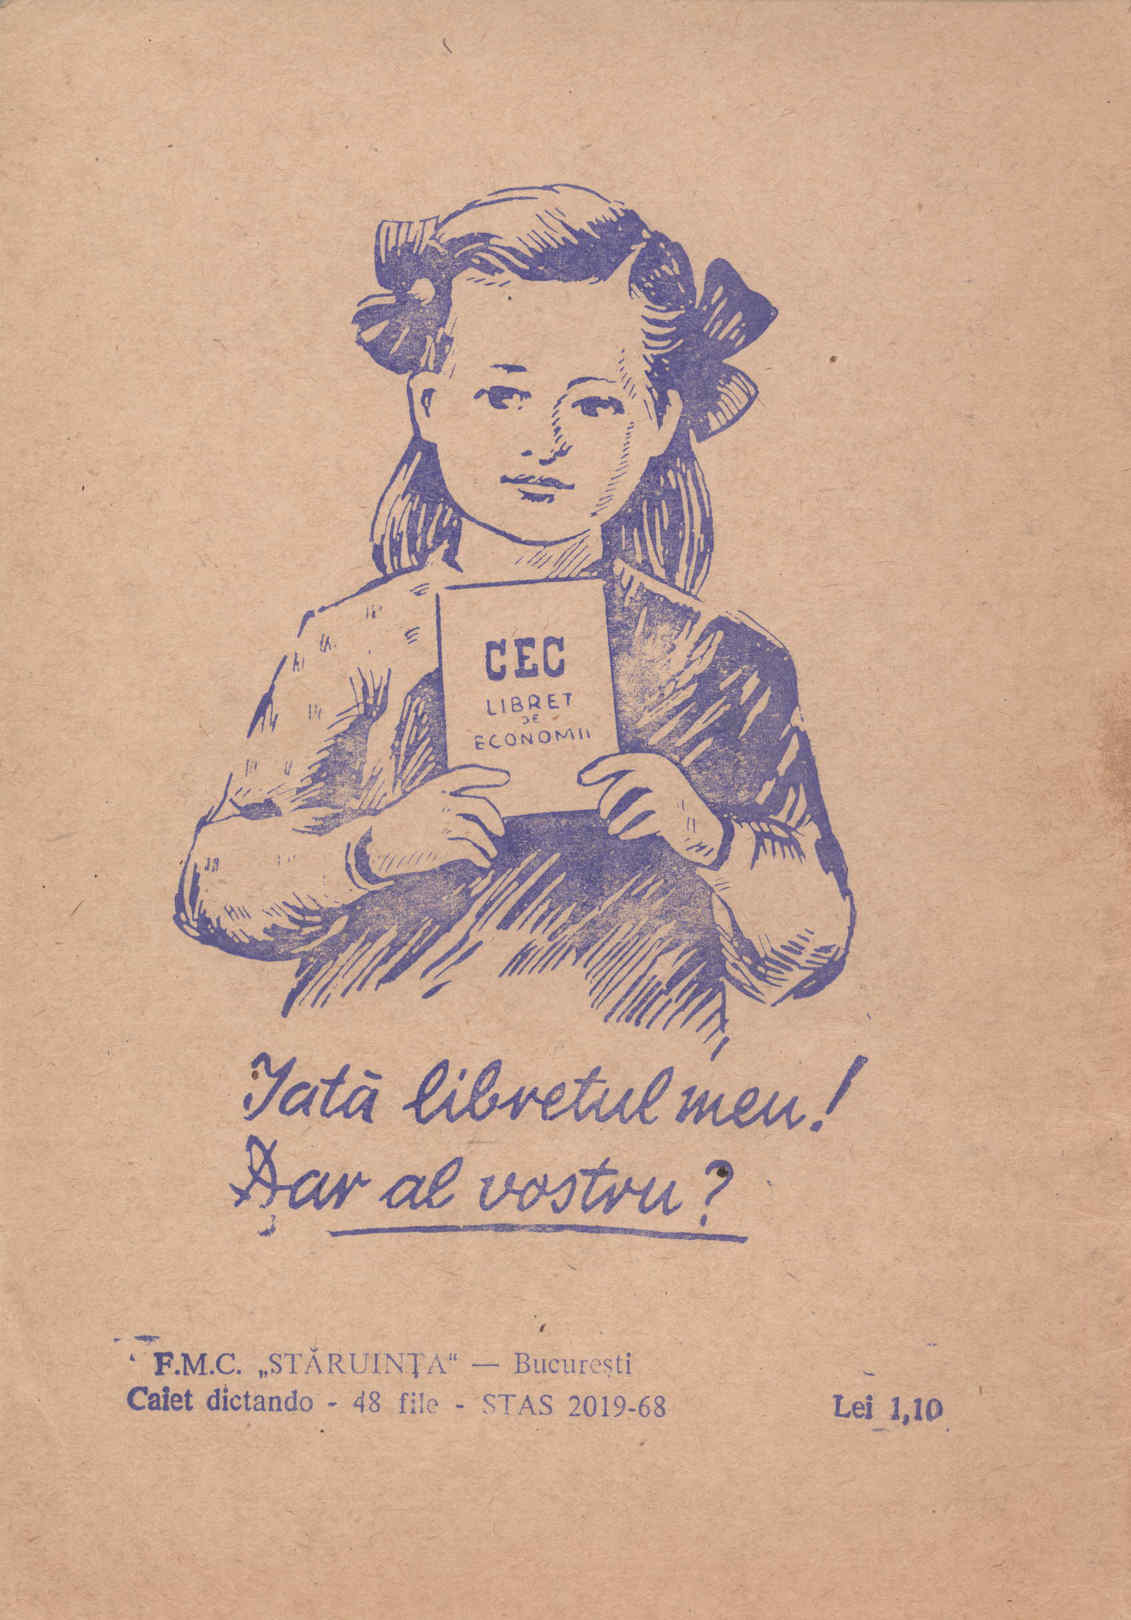 CEC
LIBRET
DE
ECONOMII
Iată libretul meu!
Dar al vostru?
F.M.C. „STĂRUINȚA“ — București
Caiet dictando - 48 file - STAS 2019-68
Lei 1,10